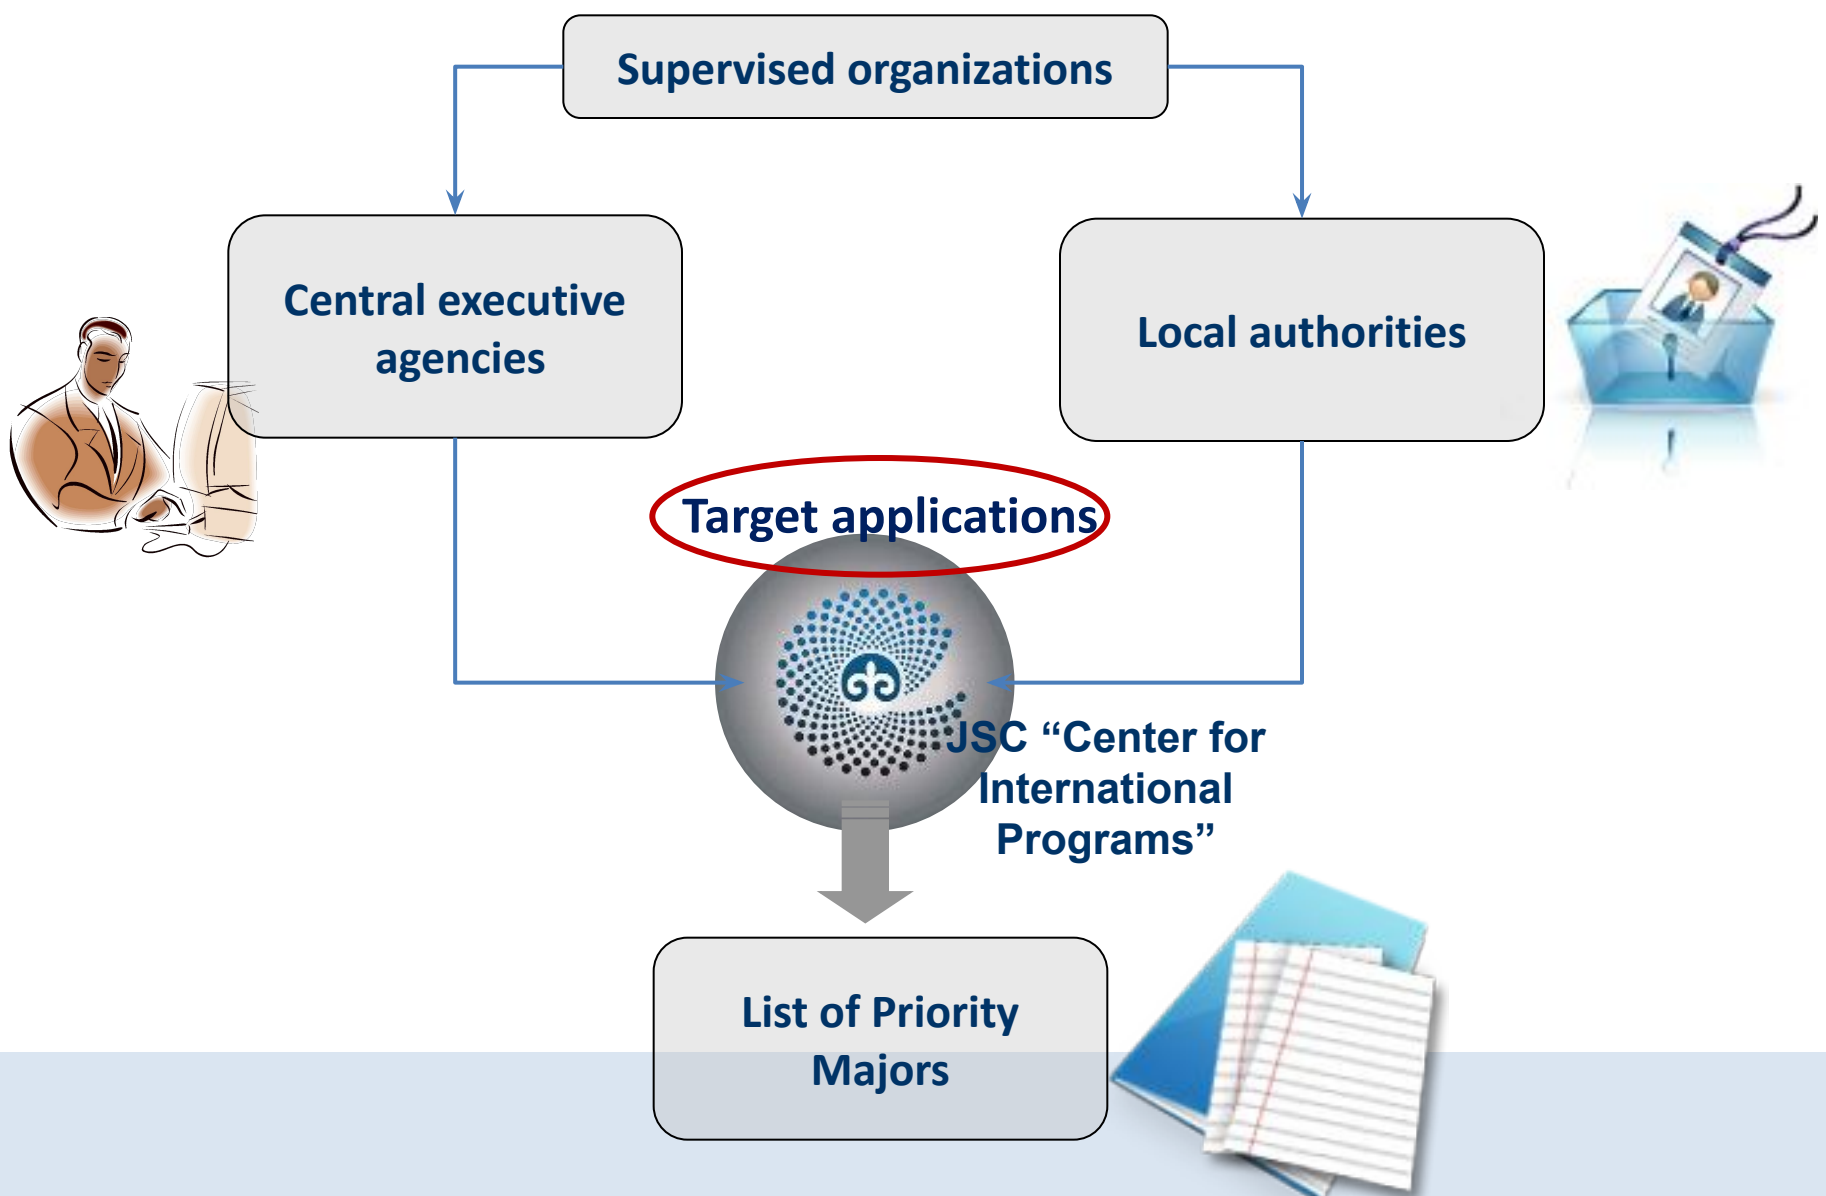 Supervised organizations
Central executive
agencies
Local authorities
Target applications
JSC “Center for
International
Programs”
List of Priority
Majors